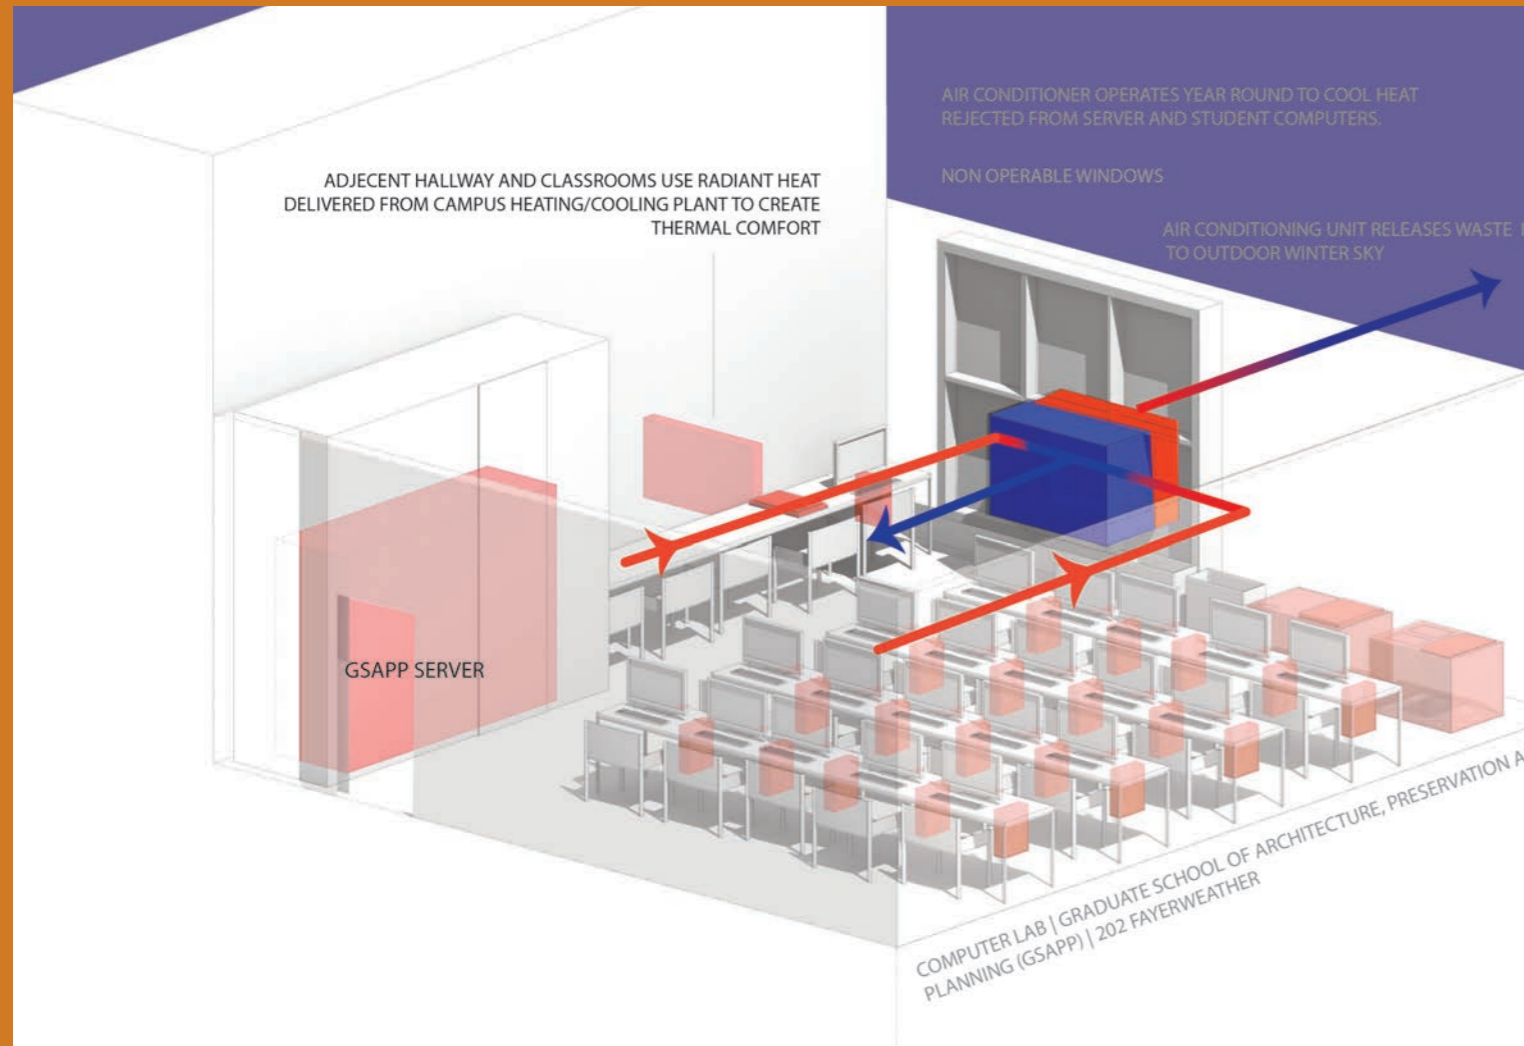 AIR CONDITIONER OPERATES YEAR ROUND TO COOL HEAT
REJECTED FROM SERVER AND STUDENT COMPUTERS.
NON OPERABLE WINDOWS
ADJECENT HALLWAY AND CLASSROOMS USE RADIANT HEAT
DELIVERED FROM CAMPUS HEATING/COOLING PLANT TO CREATE
THERMAL COMFORT
AIR CONDITIONING UNIT RELEASES WASTE
TO OUTDOOR WINTER SKY
GSAPP SERVER
COMPUTER LAB | GRADUATE SCHOOL OF ARCHITECTURE, PRESERVATION
PLANNING (GSAPP) | 202 FAYERWEATHER